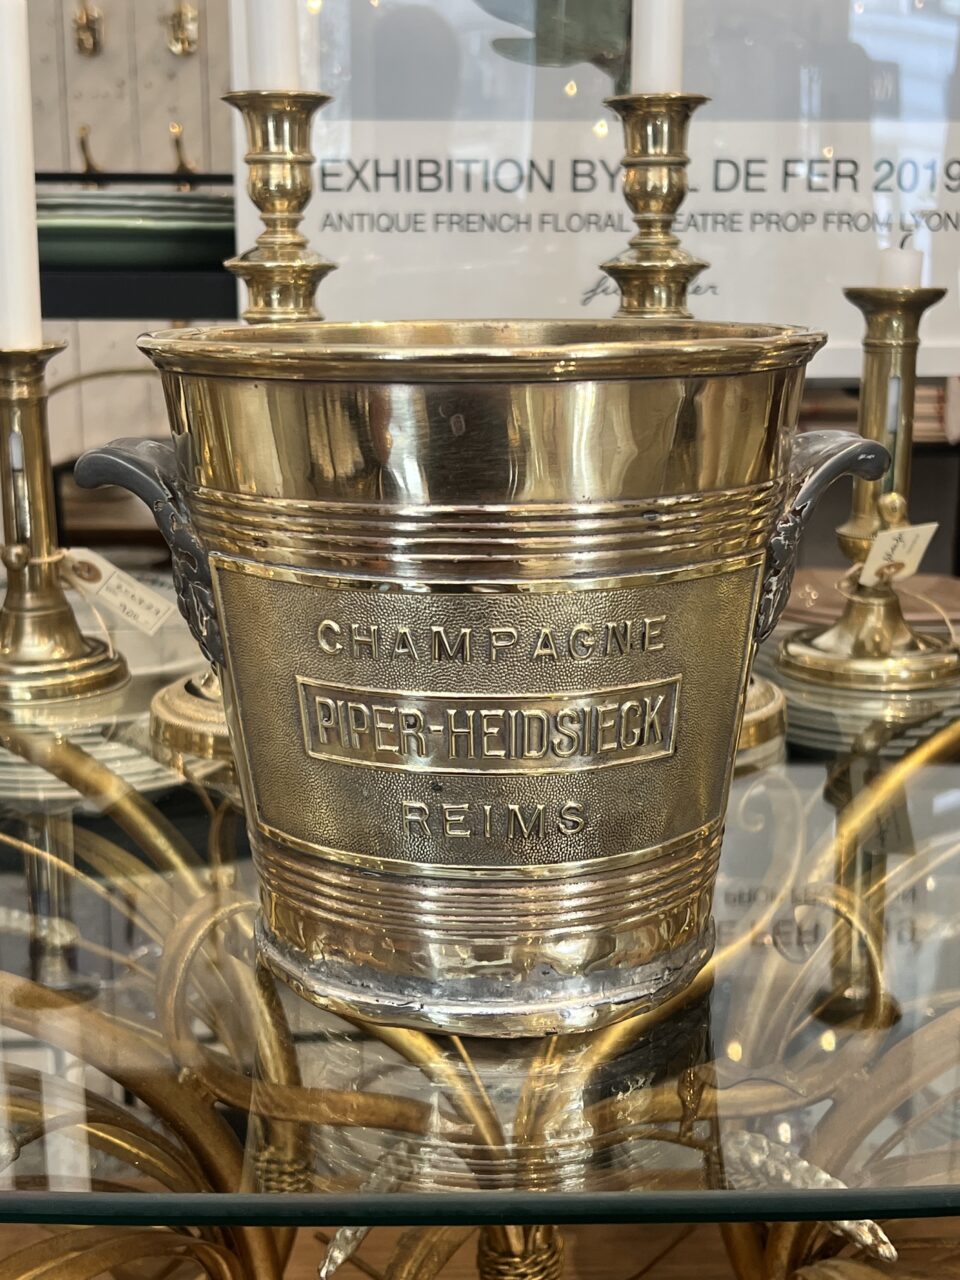 EXHIBITION BY DE FER 2019
ANTIQUE FRENCH FLORAL EATRE PROP FROM LYON
CHAMPAGNE
PIPER-HEIDSIECK
REIMS